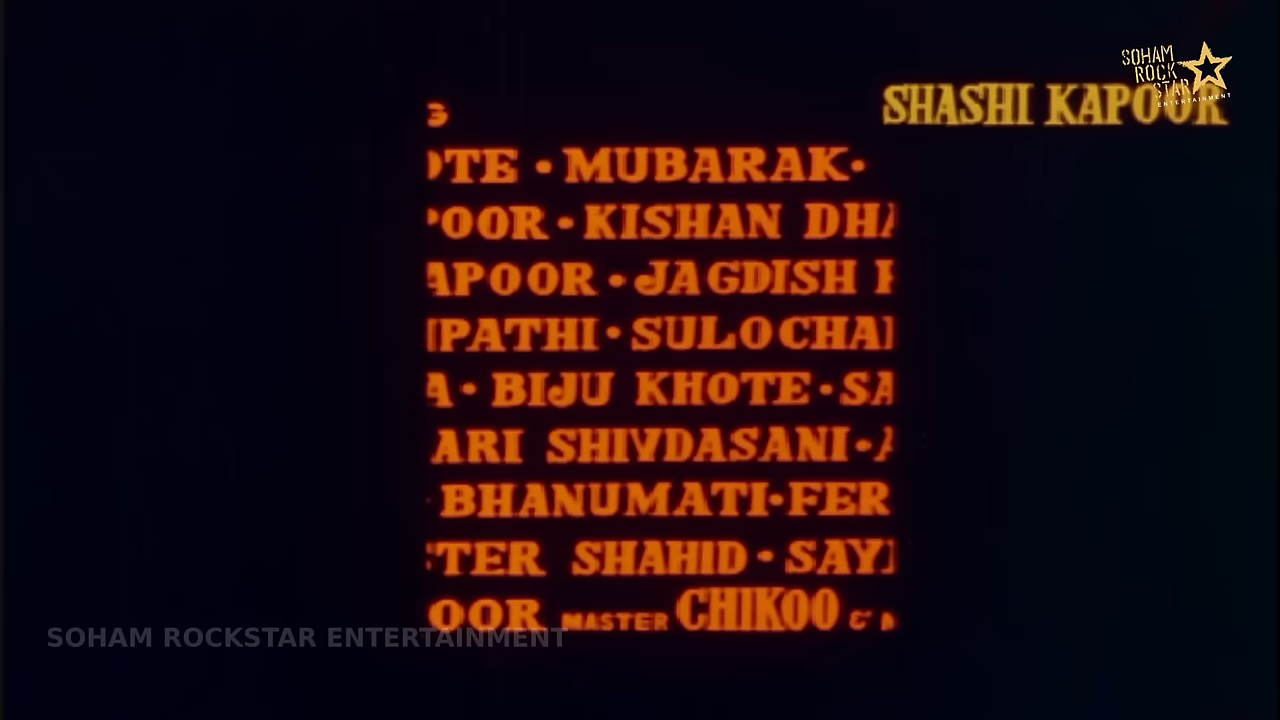 SOHAM
ROCK
STAR
ENTERTAINMENT
SHASHI KAPOOR
G
OTE • MUBARAK•
POOR • KISHAN DHA
APOOR • JAGDISH
PATHI • SULOCHA
A • BIJU KHOTE • SA
ARI SHIVDASANI •
BHANUMATI • FER
TER SHAHID • SAY
OOR MASTER CHIKOO &
SOHAM ROCKSTAR ENTERTAINMENT